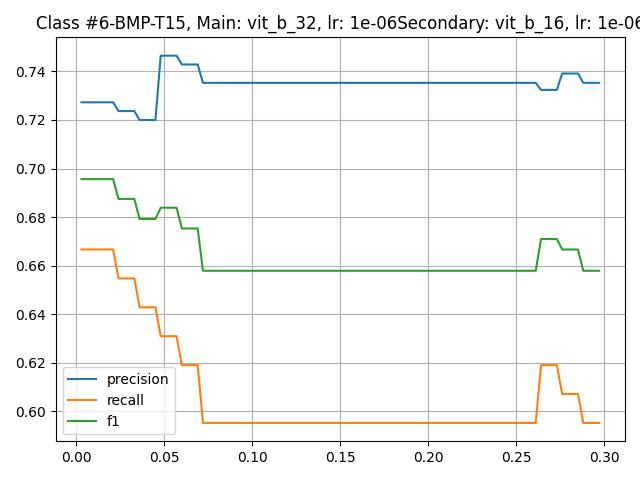 Class #6-BMP-T15, Main: vit_b_32, lr: 1e-06Secondary: vit_b_16, lr: 1e-06
0.74
0.72
0.70
0.68
0.66
0.64
0.62
0.60
precision
recall
f1
0.00 0.05 0.10 0.15 0.20 0.25 0.30